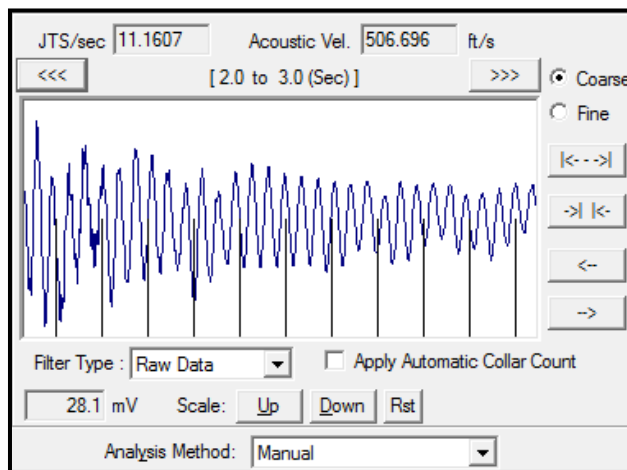 JTS/sec 11.1607 Acoustic Vel. 506.696 ft/s
<<< [ 2.0 to 3.0 (Sec) ] >>> Coarse
Fine
|<- - ->|
->| |<-
<--
-->
Filter Type : Raw Data Apply Automatic Collar Count
28.1 mV Scale: Up Down Rst
Analysis Method: Manual